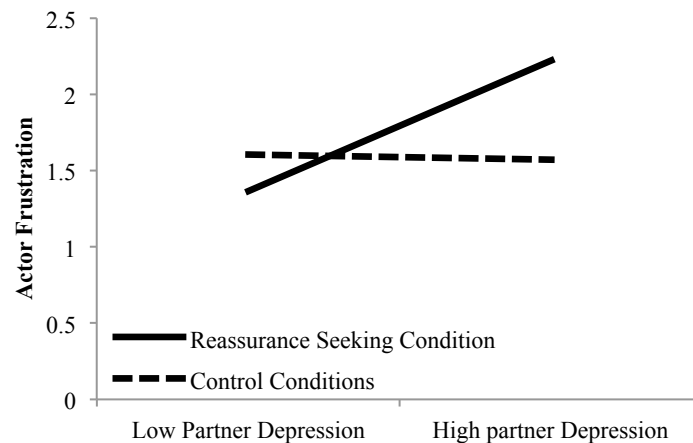 2.5
2
1.5
1
0.5
0
Actor Frustration
Reassurance Seeking Condition
Control Conditions
Low Partner Depression
High partner Depression